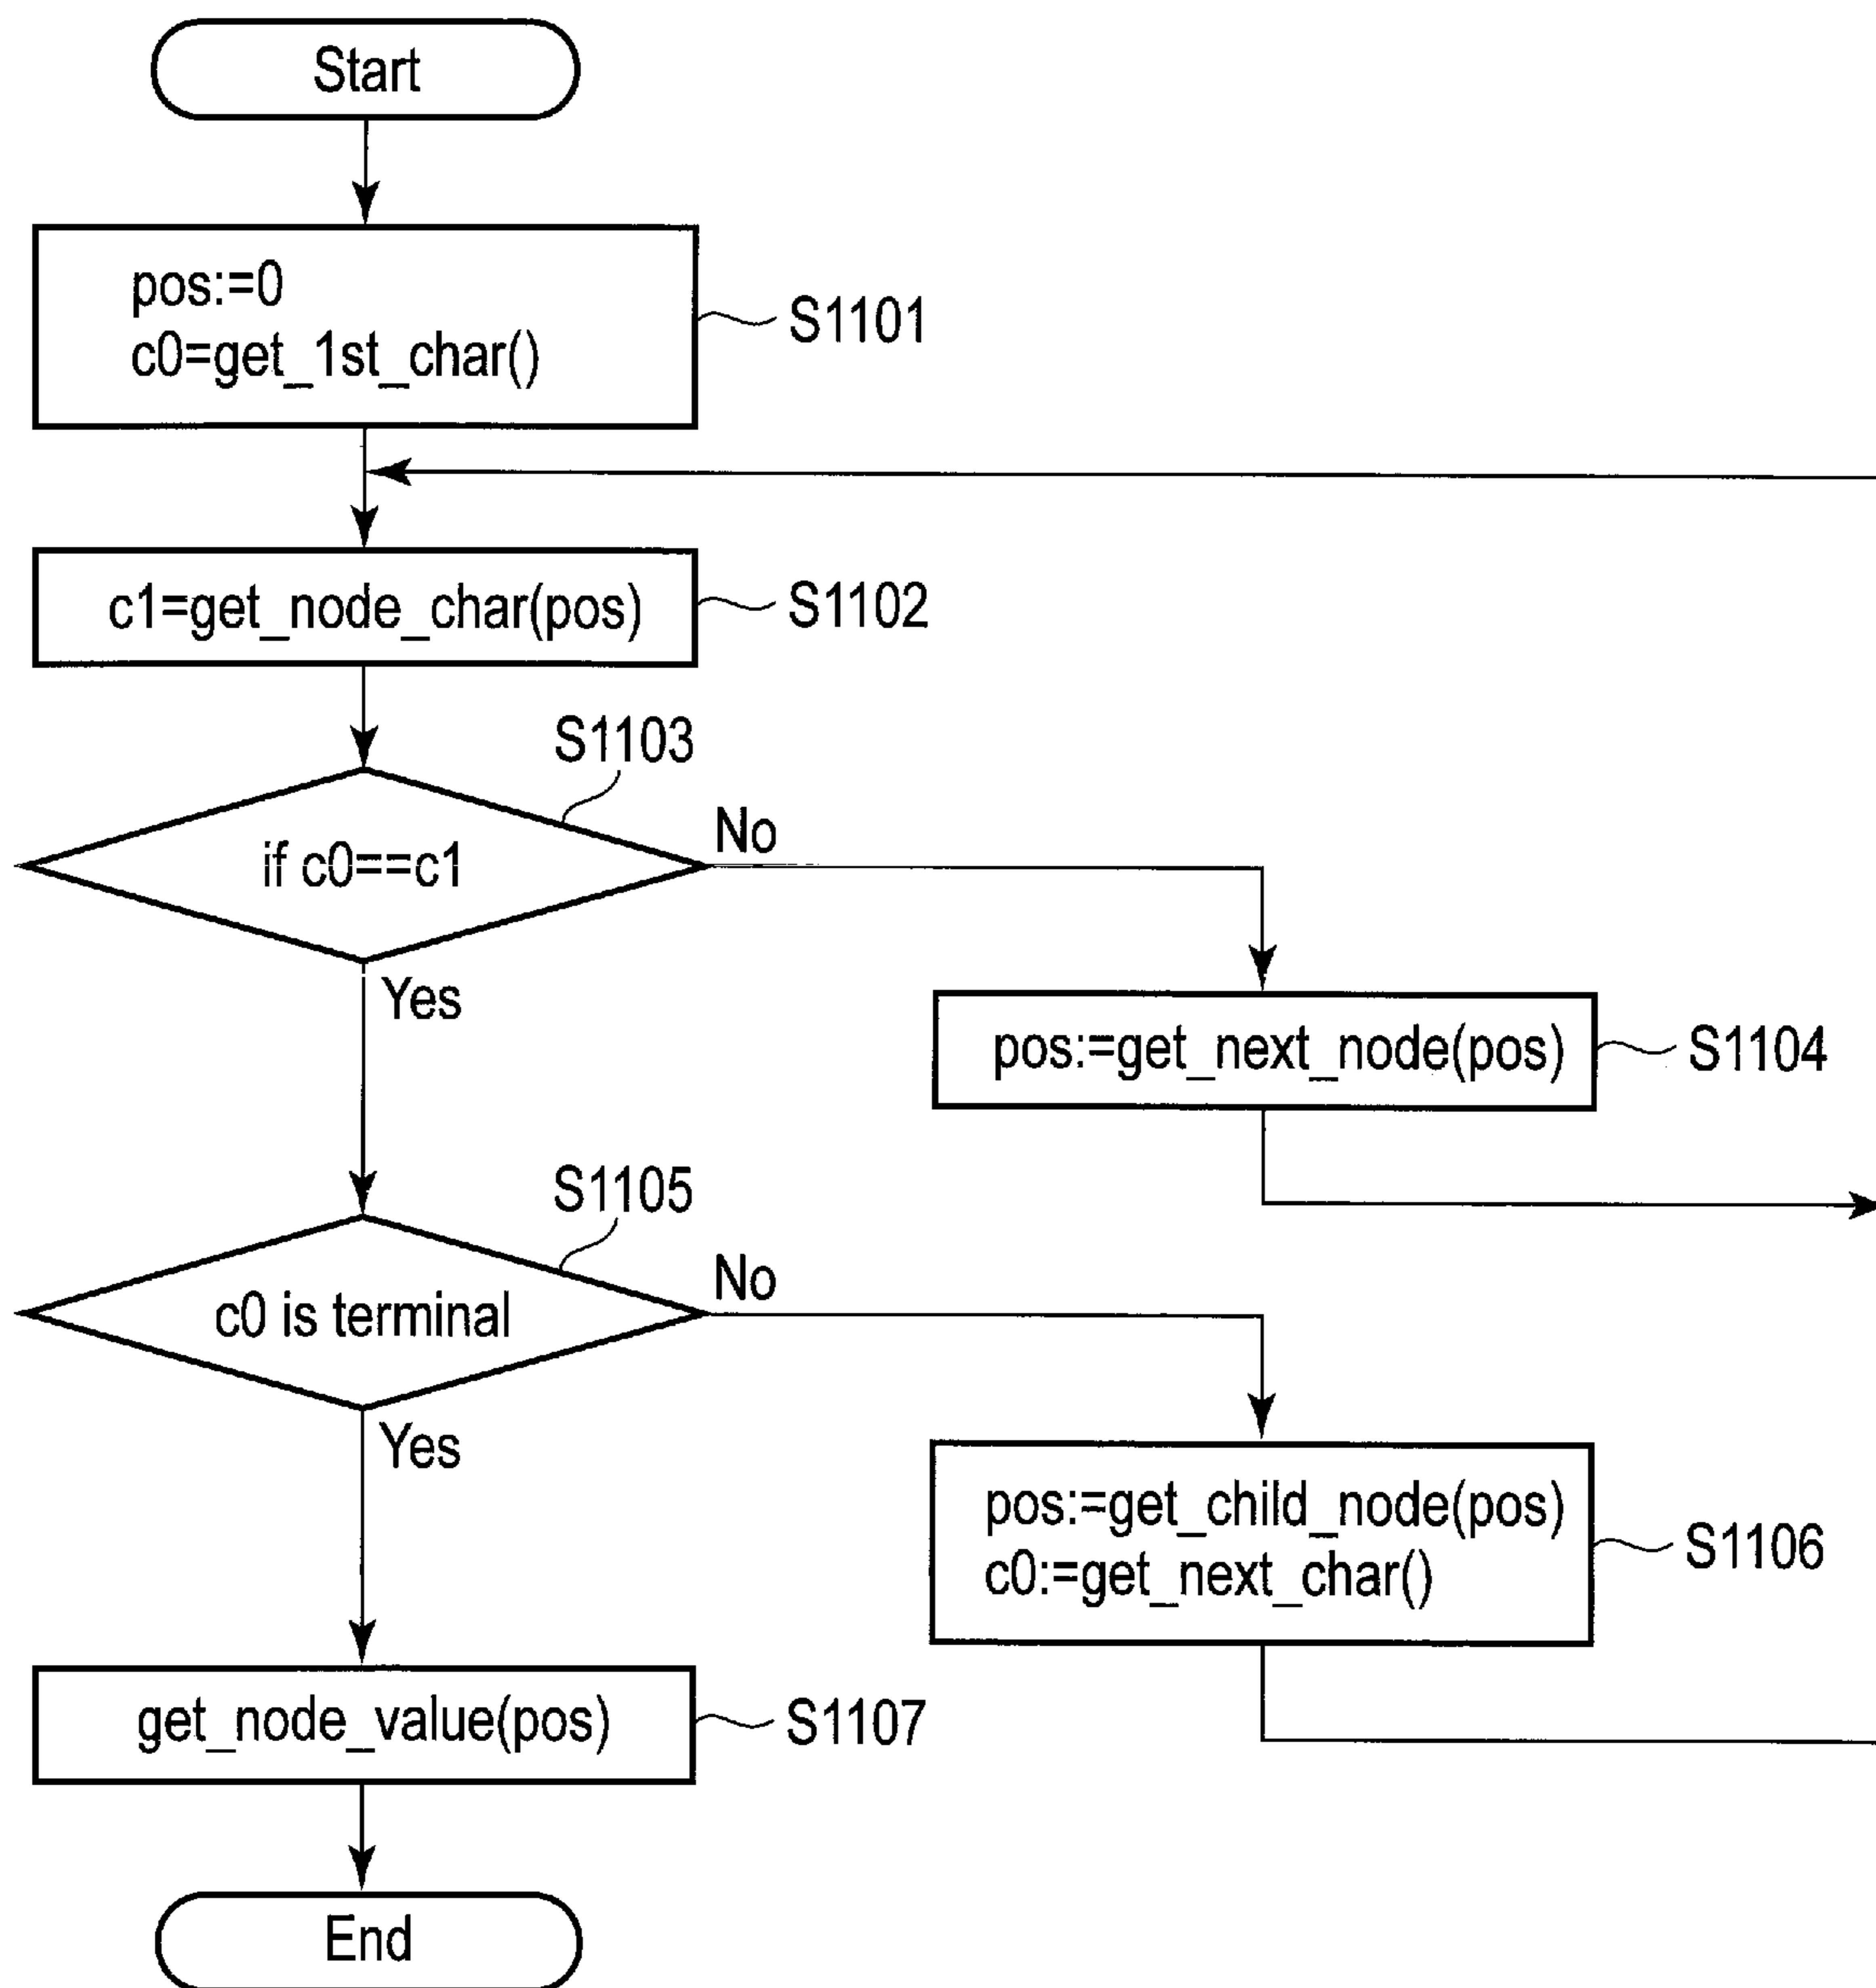 Start
pos:=0
c0=get_1st_char()
S1101
c1=get_node_char(pos)
S1102
S1103
if c0==c1
No
Yes
pos:=get_next_node(pos)
S1104
S1105
c0 is terminal
No
Yes
pos:=get_child_node(pos)
c0:=get_next_char()
S1106
get_node_value(pos)
S1107
End